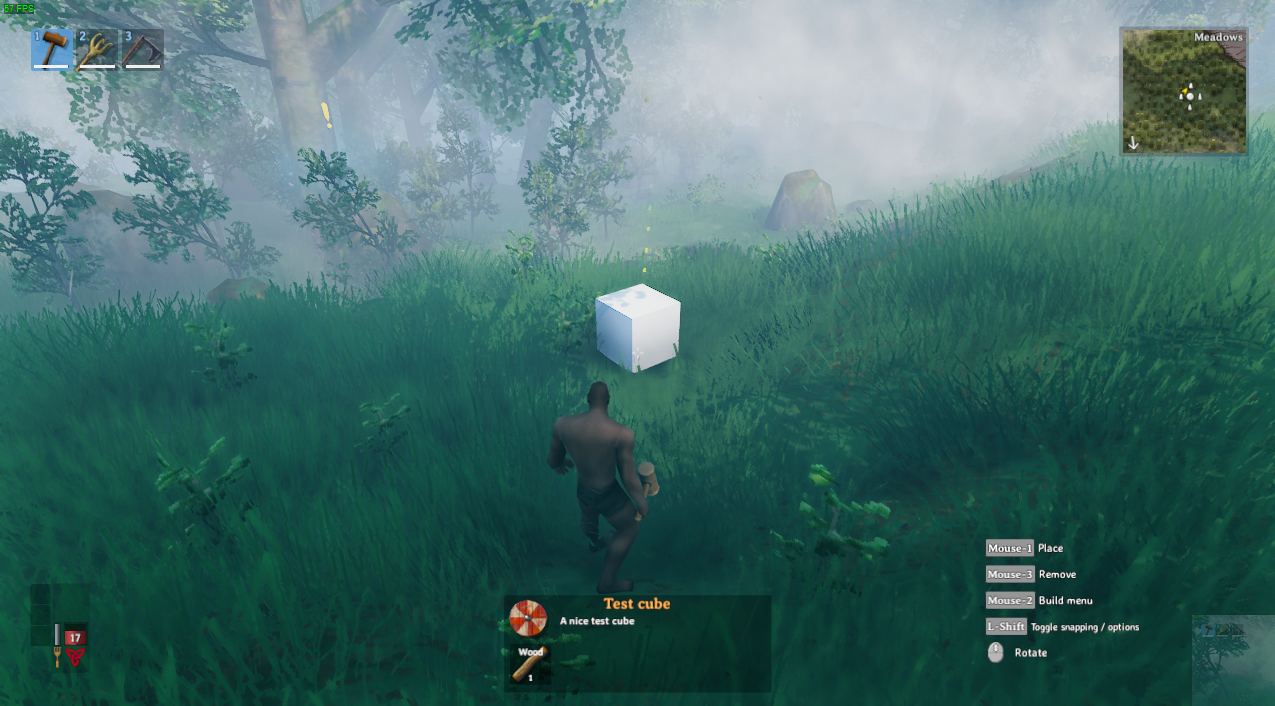 57 FPS
1
2
3
Meadows
Mouse-1 Place
Mouse-3 Remove
Mouse-2 Build menu
L-Shift Toggle snapping / options
Rotate
17
Test cube
A nice test cube
Wood
1